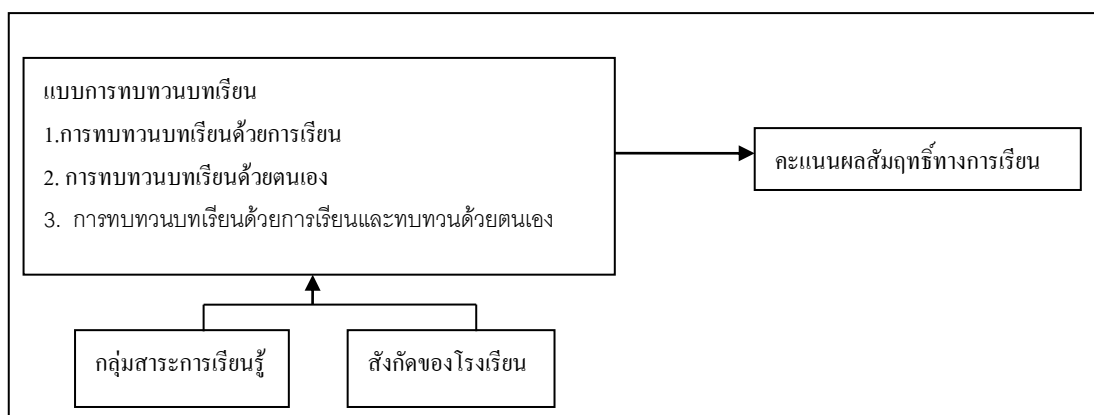 แบบการทบทวนบทเรียน
1.การทบทวนบทเรียนด้วยการเรียน
2. การทบทวนบทเรียนด้วยตนเอง
3. การทบทวนบทเรียนด้วยการเรียนและทบทวนด้วยตนเอง
คะแนนผลสัมฤทธิ์ทางการเรียน
กลุ่มสาระการเรียนรู้
สังกัดของโรงเรียน